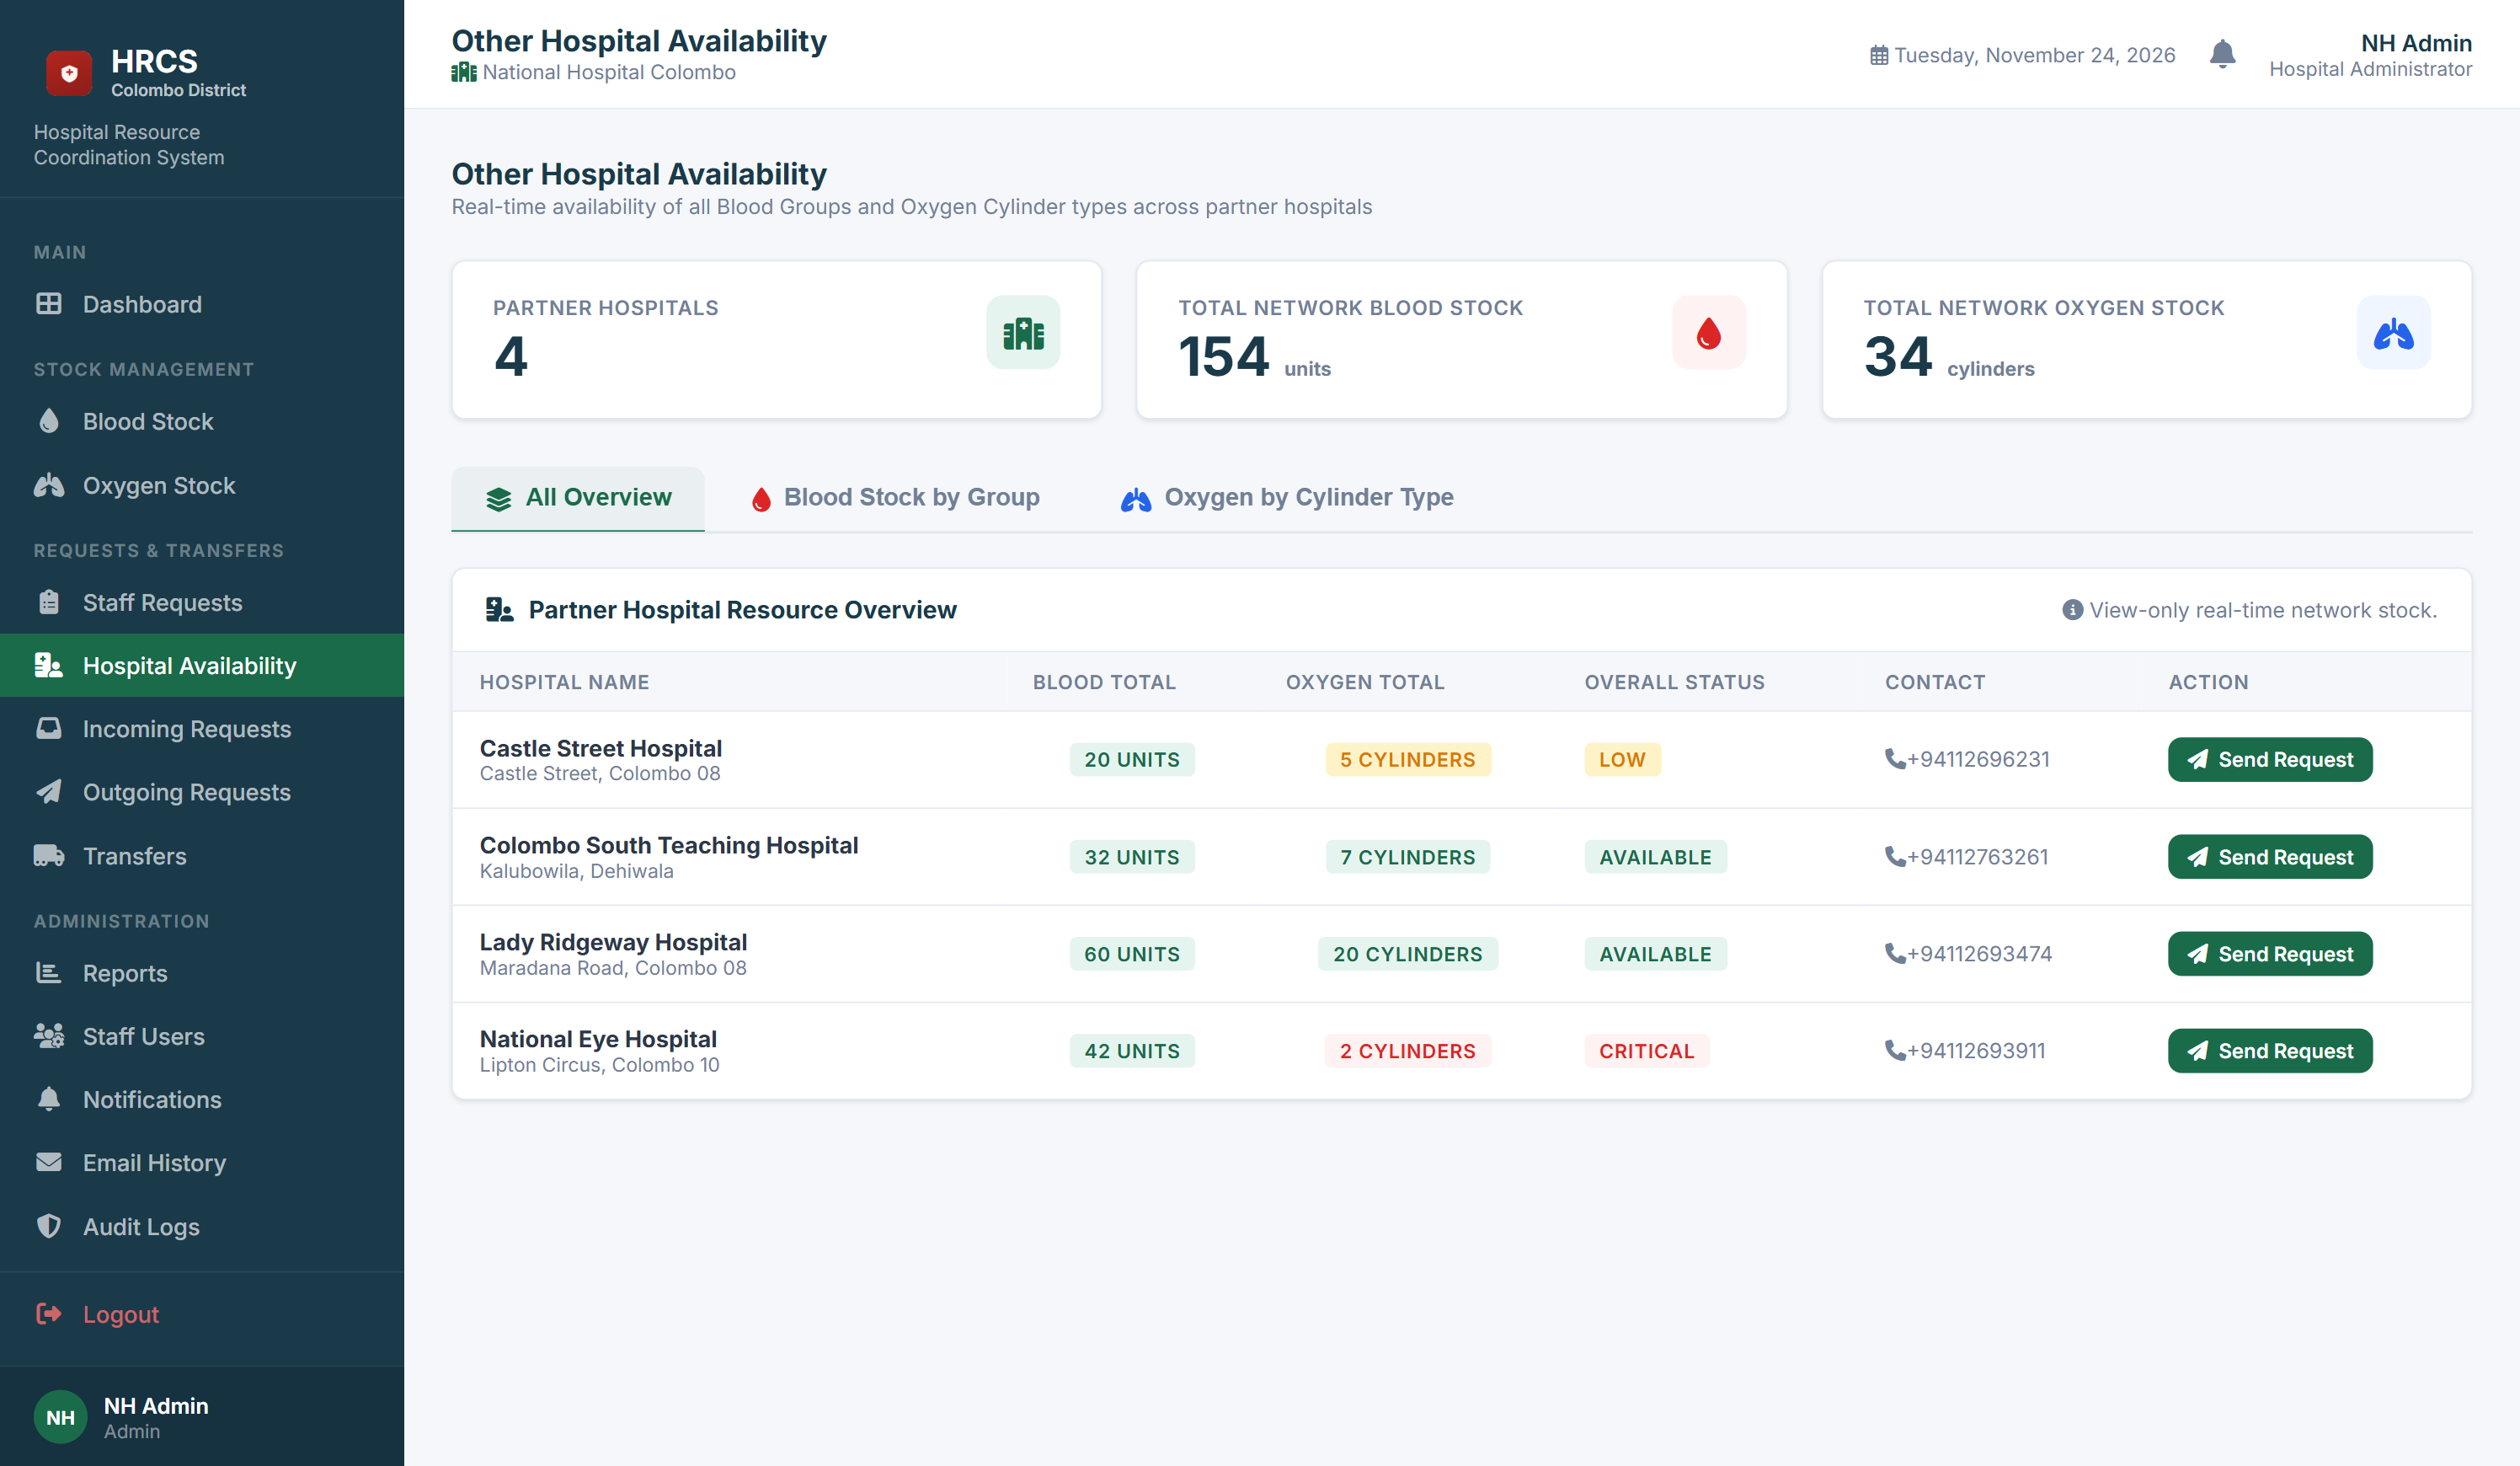 HRCS
Colombo District
Hospital Resource
Coordination System
MAIN
Dashboard
STOCK MANAGEMENT
Blood Stock
Oxygen Stock
REQUESTS & TRANSFERS
Staff Requests
Hospital Availability
Incoming Requests
Outgoing Requests
Transfers
ADMINISTRATION
Reports
Staff Users
Notifications
Email History
Audit Logs
Logout
NH
NH Admin
Admin
Other Hospital Availability
National Hospital Colombo
Tuesday, November 24, 2026
NH Admin
Hospital Administrator
Other Hospital Availability
Real-time availability of all Blood Groups and Oxygen Cylinder types across partner hospitals
PARTNER HOSPITALS
4
TOTAL NETWORK BLOOD STOCK
154 units
TOTAL NETWORK OXYGEN STOCK
34 cylinders
All Overview Blood Stock by Group Oxygen by Cylinder Type
Partner Hospital Resource Overview
View-only real-time network stock.
HOSPITAL NAME BLOOD TOTAL OXYGEN TOTAL OVERALL STATUS CONTACT ACTION
Castle Street Hospital
Castle Street, Colombo 08
20 UNITS 5 CYLINDERS LOW +94112696231 Send Request
Colombo South Teaching Hospital
Kalubowila, Dehiwala
32 UNITS 7 CYLINDERS AVAILABLE +94112763261 Send Request
Lady Ridgeway Hospital
Maradana Road, Colombo 08
60 UNITS 20 CYLINDERS AVAILABLE +94112693474 Send Request
National Eye Hospital
Lipton Circus, Colombo 10
42 UNITS 2 CYLINDERS CRITICAL +94112693911 Send Request